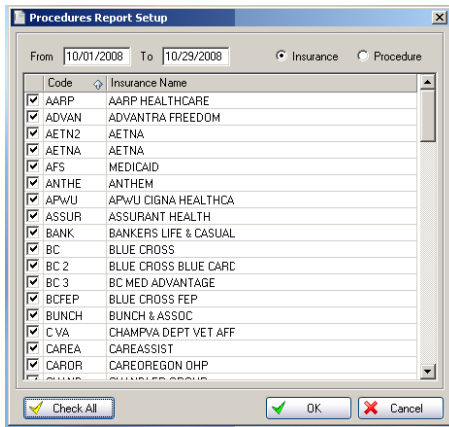 Procedures Report Setup
From 10/01/2008 To 10/29/2008 Insurance Procedure
Code Insurance Name
AARP AARP HEALTHCARE
ADVAN ADVANTRA FREEDOM
AETN2 AETNA
AETNA AETNA
AFS MEDICAID
ANTHE ANTHEM
APWU APWU CIGNA HEALTHCA
ASSUR ASSURANT HEALTH
BANK BANKERS LIFE & CASUAL
BC BLUE CROSS
BC 2 BLUE CROSS BLUE CARD
BC 3 BC MED ADVANTAGE
BCFEP BLUE CROSS FEP
BUNCH BUNCH & ASSOC
C VA CHAMPVA DEPT VET AFF
CAREA CAREASSIST
CAROR CAREOREGON OHP
Check All OK Cancel